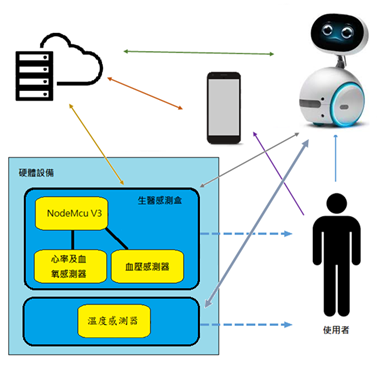 硬體設備
生醫感測盒
NodeMcu V3
心率及血
氧感測器
血壓感測器
溫度感測器
使用者